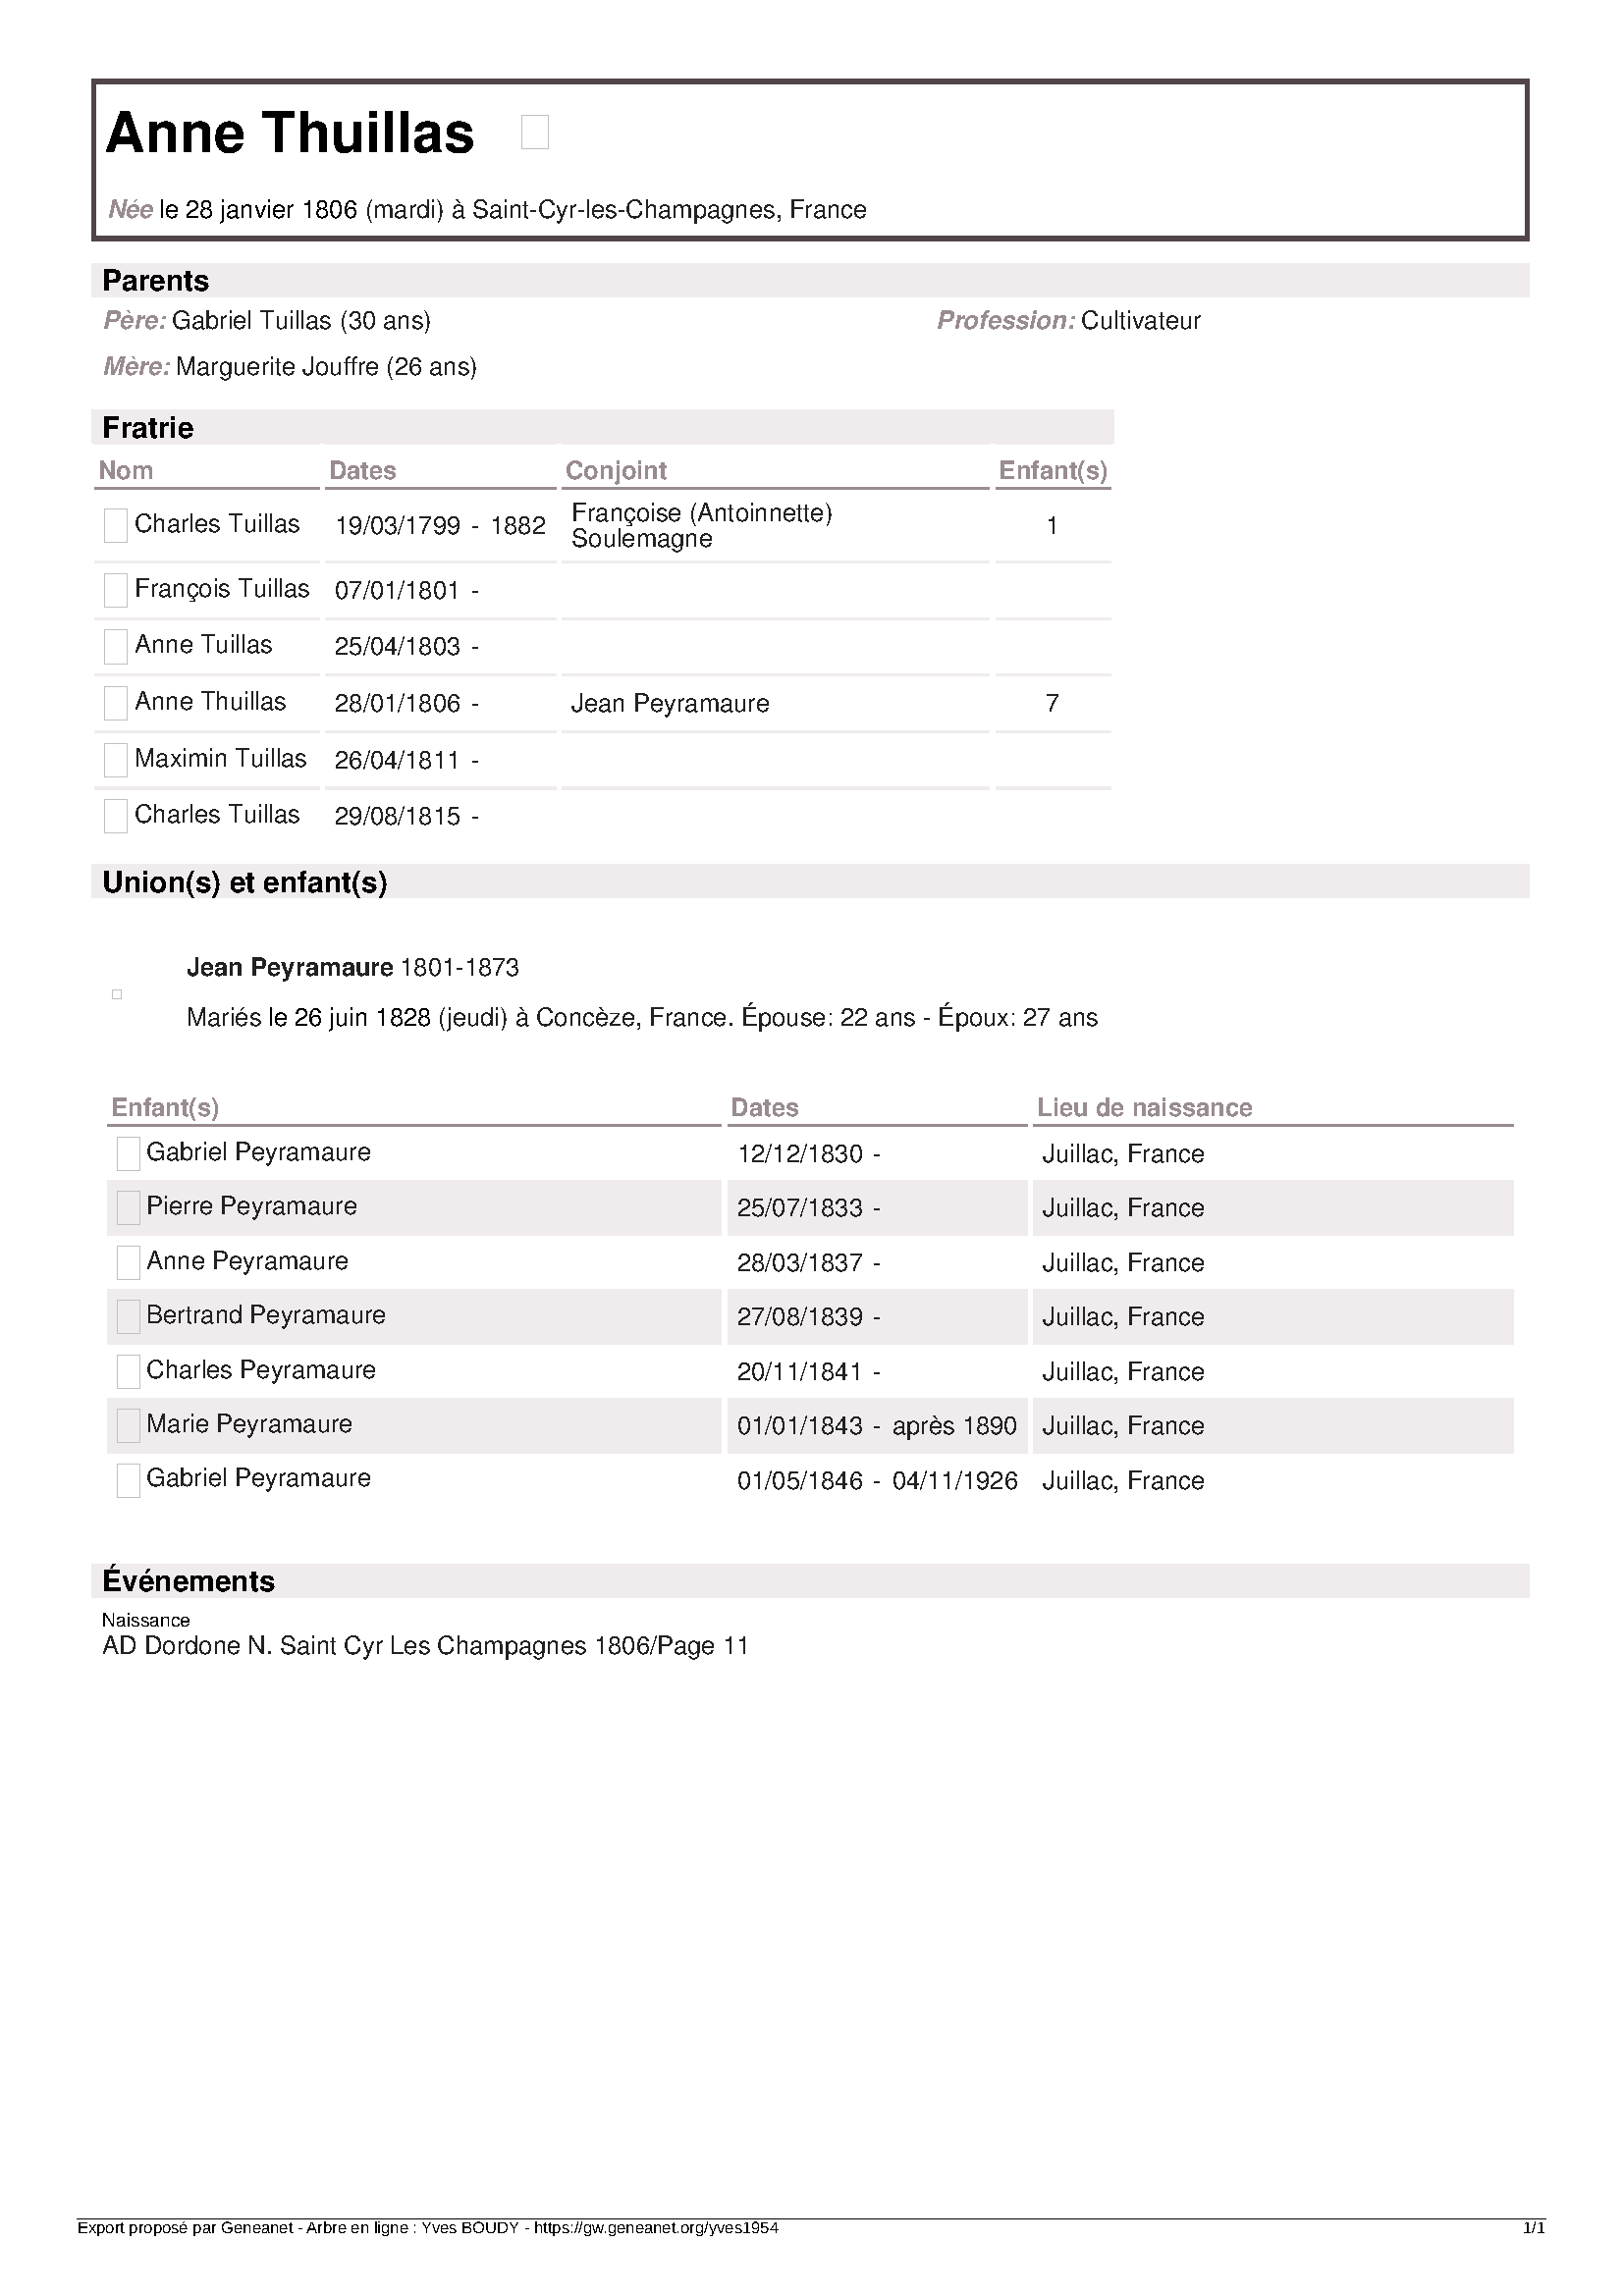 Anne Thuillas
Née le 28 janvier 1806 (mardi) à Saint-Cyr-les-Champagnes, France
Parents
Père: Gabriel Tuillas (30 ans) Profession: Cultivateur
Mère: Marguerite Jouffre (26 ans)
Fratrie
Nom Dates Conjoint Enfant(s)
Charles Tuillas 19/03/1799 - 1882 Françoise (Antoinnette)
Soulemagne 1
François Tuillas 07/01/1801 -
Anne Tuillas 25/04/1803 -
Anne Thuillas 28/01/1806 - Jean Peyramaure 7
Maximin Tuillas 26/04/1811 -
Charles Tuillas 29/08/1815 -
Union(s) et enfant(s)
Jean Peyramaure 1801-1873
Mariés le 26 juin 1828 (jeudi) à Concèze, France. Épouse: 22 ans - Époux: 27 ans
Enfant(s) Dates Lieu de naissance
Gabriel Peyramaure 12/12/1830 - Juillac, France
Pierre Peyramaure 25/07/1833 - Juillac, France
Anne Peyramaure 28/03/1837 - Juillac, France
Bertrand Peyramaure 27/08/1839 - Juillac, France
Charles Peyramaure 20/11/1841 - Juillac, France
Marie Peyramaure 01/01/1843 - après 1890 Juillac, France
Gabriel Peyramaure 01/05/1846 - 04/11/1926 Juillac, France
Événements
Naissance
AD Dordone N. Saint Cyr Les Champagnes 1806/Page 11
Export proposé par Geneanet - Arbre en ligne : Yves BOUDY - https://gw.geneanet.org/yves1954 1/1